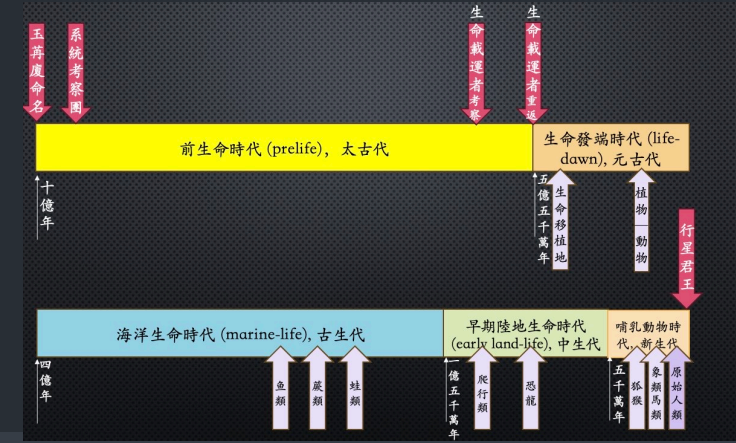 玉苒廈命名
系統考察團
生命載運者考察
生命載運者重返
前生命時代 (prelife)，太古代
生命發端時代 (life-
dawn), 元古代
十億年
五億五千萬年
生命移植地
植物—動物
行星君王
海洋生命時代 (marine-life), 古生代
早期陸地生命時代
(early land-life), 中生代
哺乳動物時
代，新生代
四億年
鱼類
蕨類
蛙類
一億五千萬年
爬行類
恐龍
五千萬年
狐猴
象類馬類
原始人類